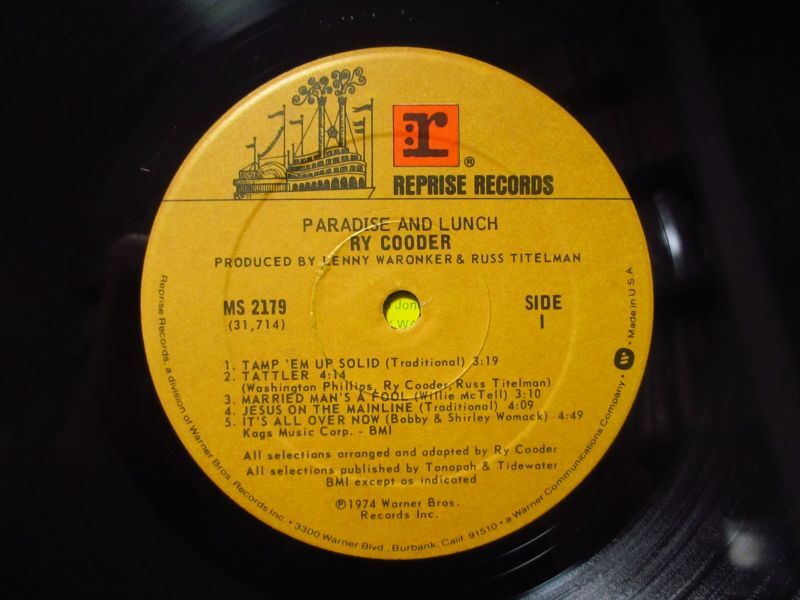 :r
®
REPRISE RECORDS
PARADISE AND LUNCH
RY COODER
PRODUCED BY LENNY WARONKER & RUSS TITELMAN
MS 2179
(31,714)
SIDE
1
1. TAMP 'EM UP SOLID (Traditional) 3:19
2. TATTLER 4:14
(Washington Phillips, Ry Cooder, Russ Titelman)
3. MARRIED MAN'S A FOOL (Willie McTell) 3:10
4. JESUS ON THE MAINLINE (Traditional) 4:09
5. IT'S ALL OVER NOW (Bobby & Shirley Womack) 4:49
Kags Music Corp. - BMI
All selections arranged and adapted by Ry Cooder
All selections published by Tonopah & Tidewater
BMI except as indicated
℗1974 Warner Bros.
Records Inc.
Reprise Records, a division of Warner Bros. Records Inc. • 3300 Warner Blvd., Burbank, Calif. 91510 • a Warner Communications Company • W • Made in U.S.A.